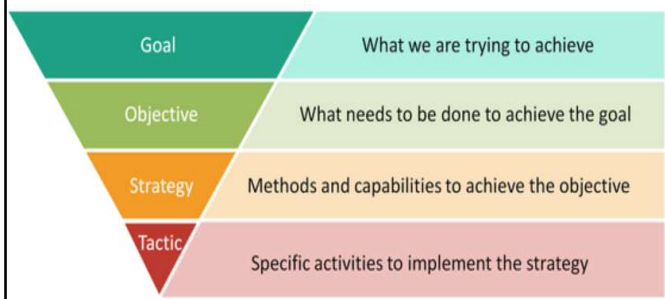 Goal What we are trying to achieve
Objective What needs to be done to achieve the goal
Strategy Methods and capabilities to achieve the objective
Tactic Specific activities to implement the strategy